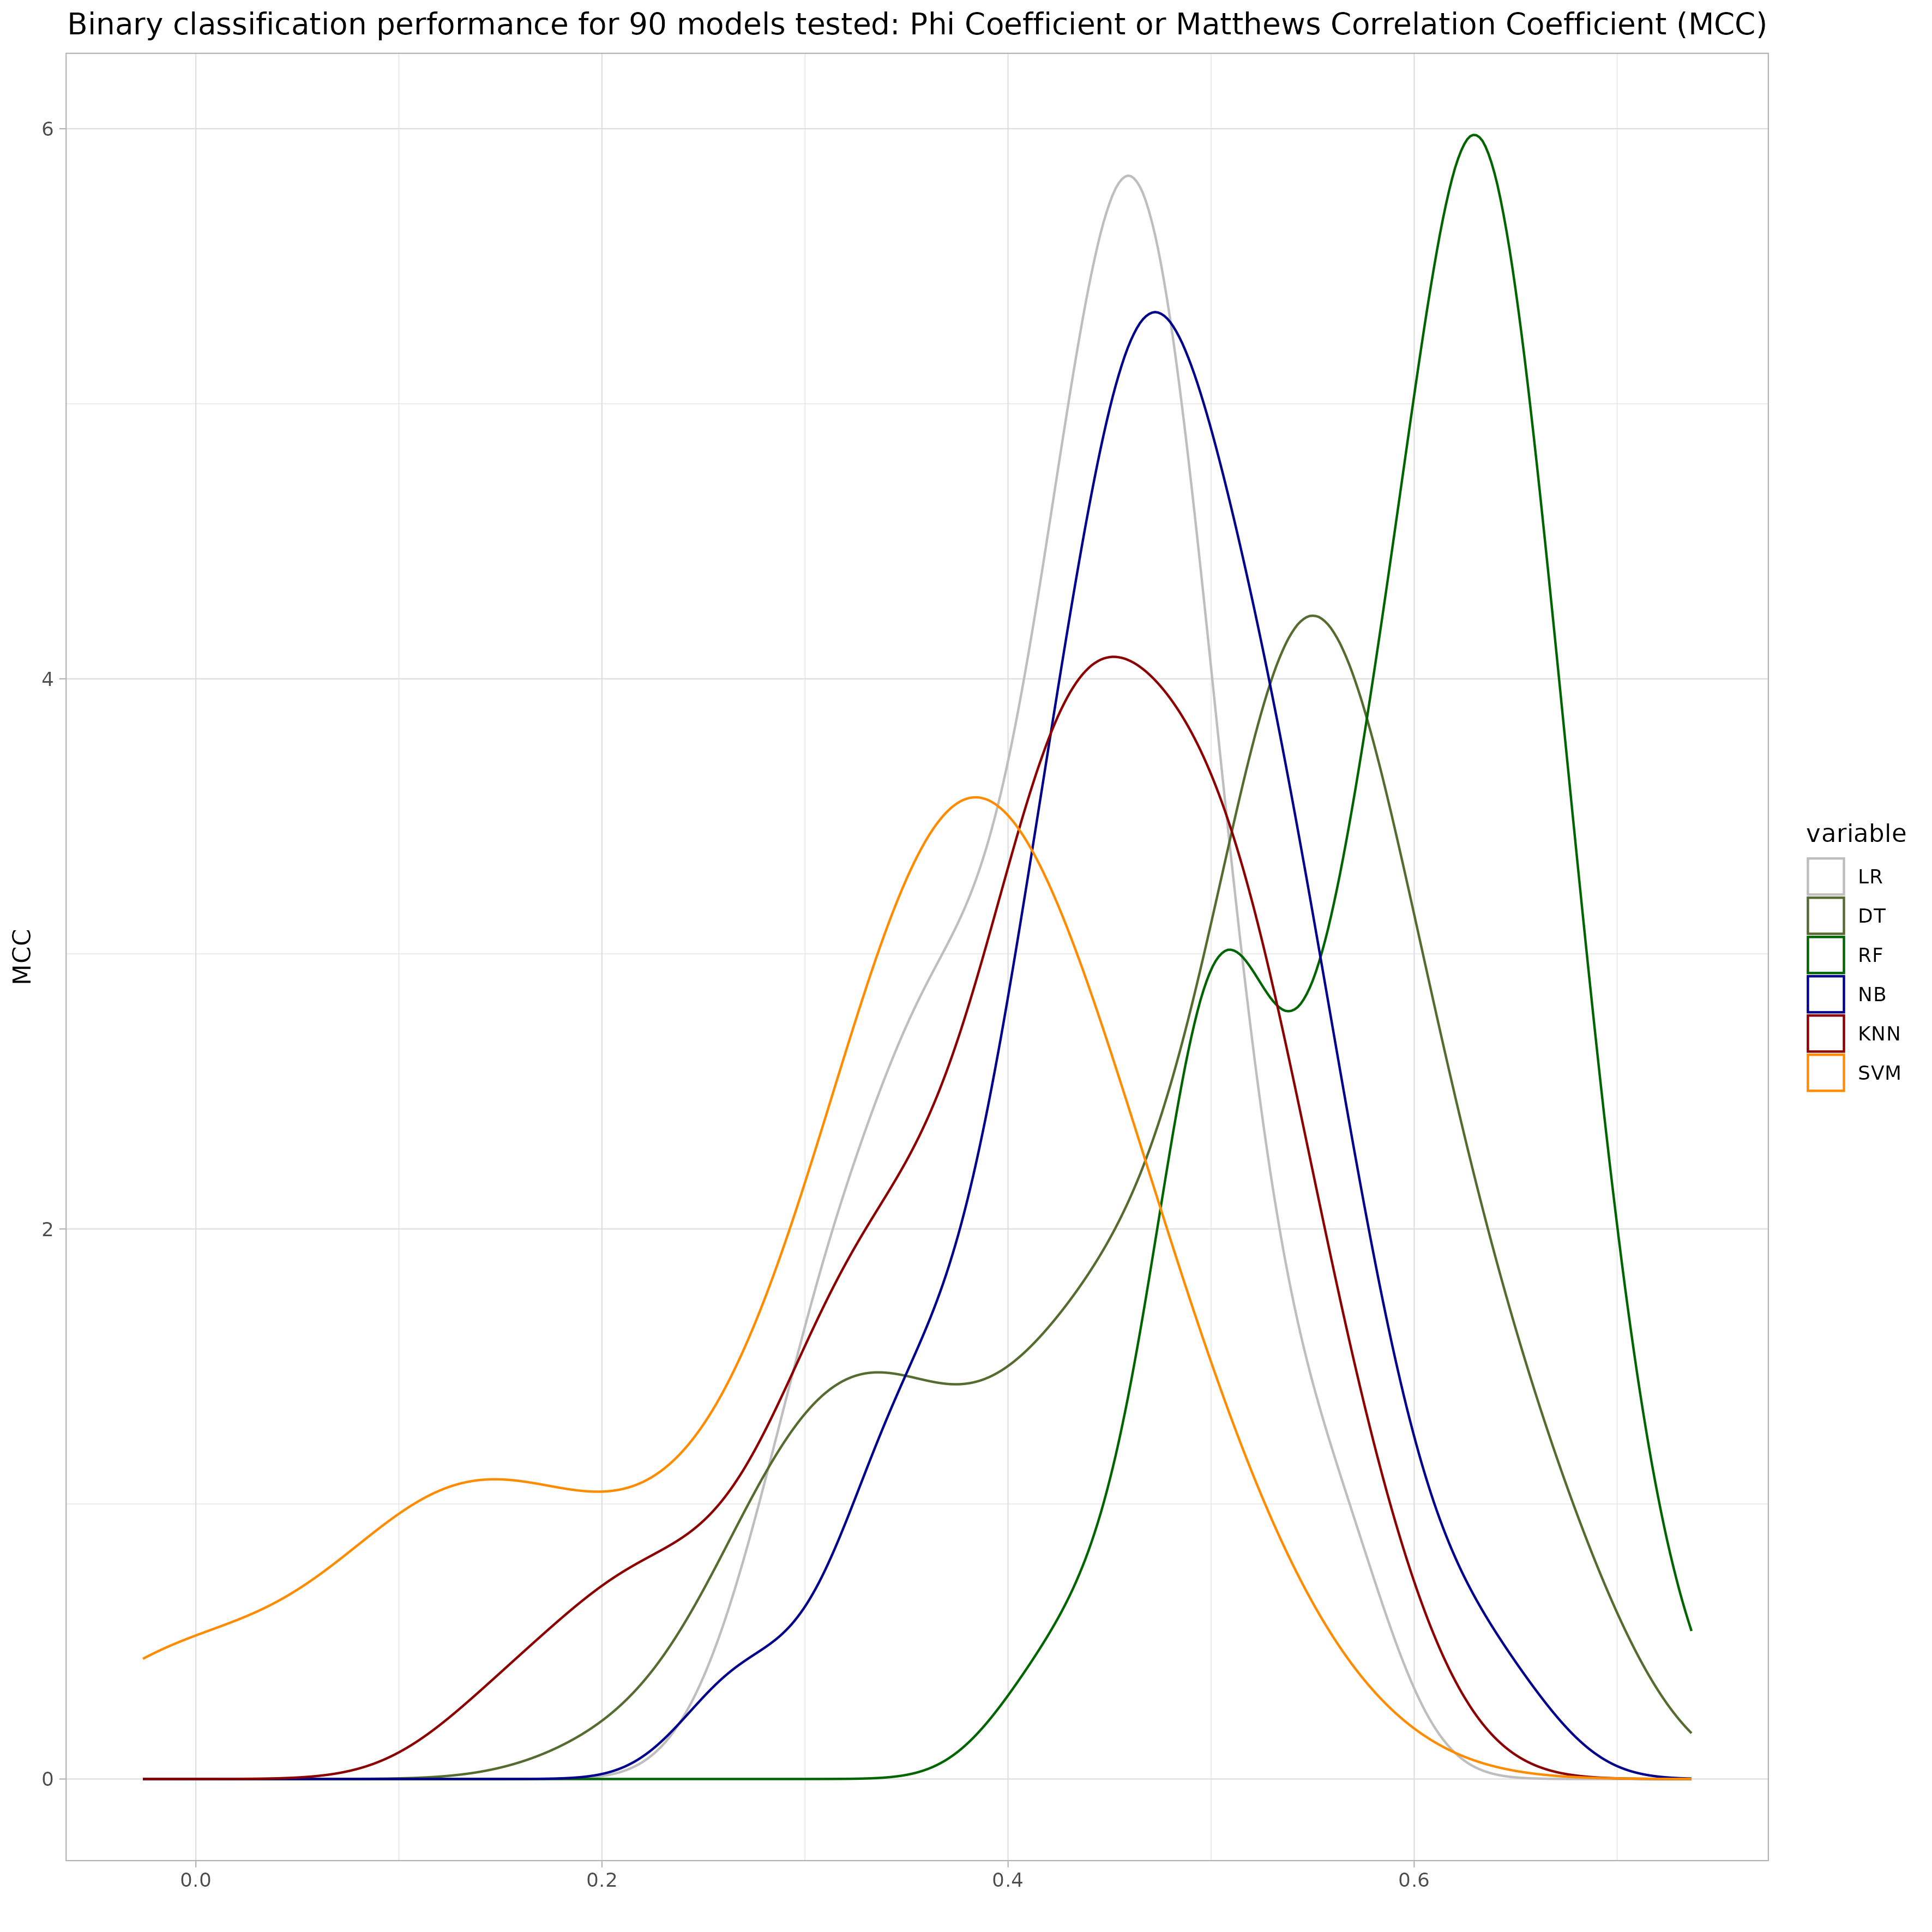 Binary classification performance for 90 models tested: Phi Coefficient or Matthews Correlation Coefficient (MCC)
6
4
2
0
MCC
0.0 0.2 0.4 0.6
variable
LR
DT
RF
NB
KNN
SVM